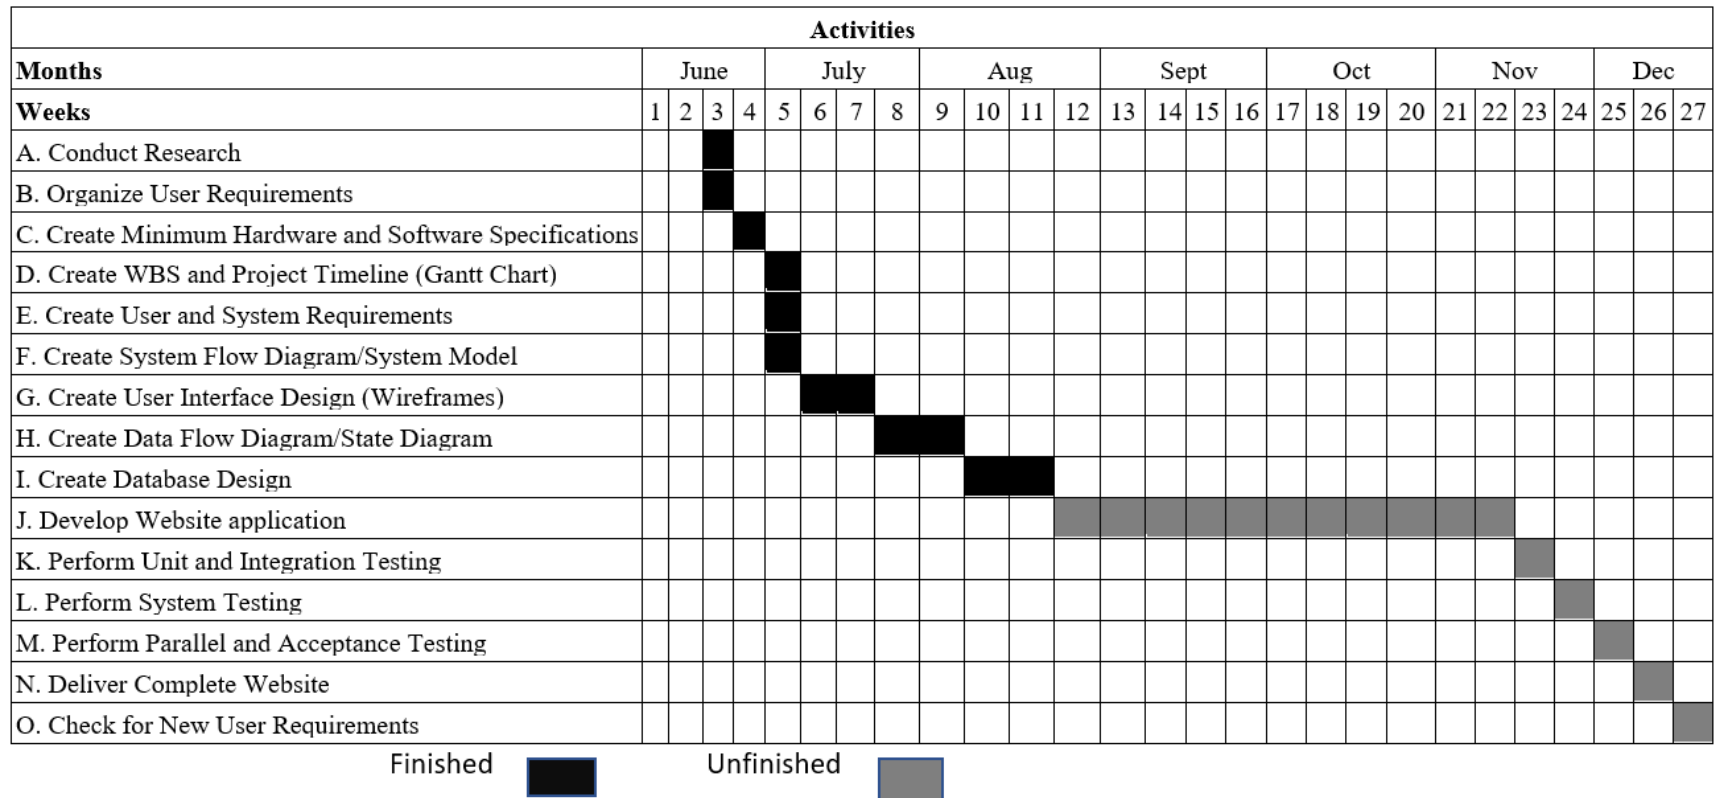 Activities
Months June July Aug Sept Oct Nov Dec
Weeks 1 2 3 4 5 6 7 8 9 10 11 12 13 14 15 16 17 18 19 20 21 22 23 24 25 26 27
A. Conduct Research
B. Organize User Requirements
C. Create Minimum Hardware and Software Specifications
D. Create WBS and Project Timeline (Gantt Chart)
E. Create User and System Requirements
F. Create System Flow Diagram/System Model
G. Create User Interface Design (Wireframes)
H. Create Data Flow Diagram/State Diagram
I. Create Database Design
J. Develop Website application
K. Perform Unit and Integration Testing
L. Perform System Testing
M. Perform Parallel and Acceptance Testing
N. Deliver Complete Website
O. Check for New User Requirements
Finished Unfinished